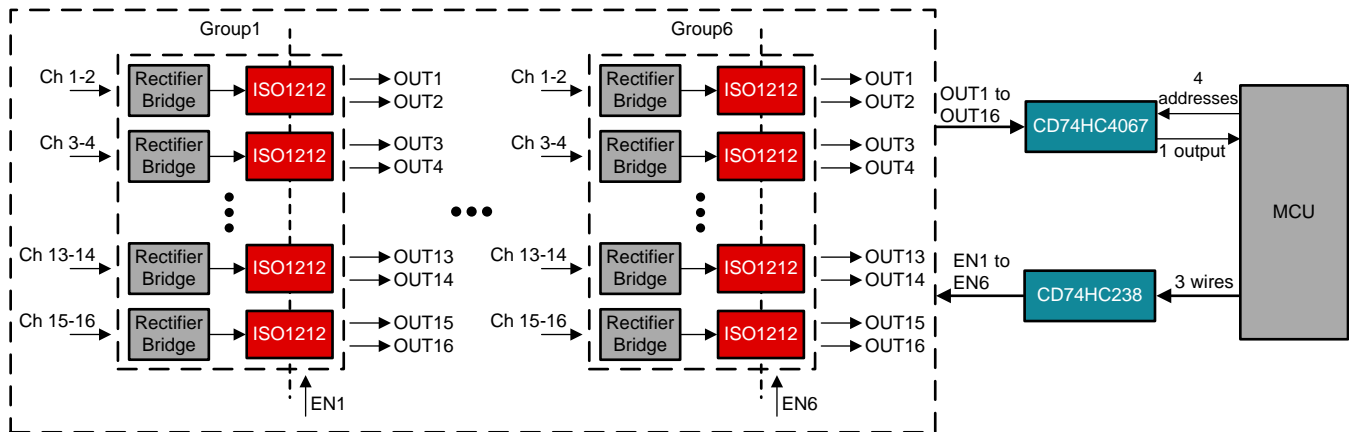 Group1
Group6
Ch 1-2
Rectifier
Bridge
ISO1212
OUT1
OUT2
Ch 3-4
Rectifier
Bridge
ISO1212
OUT3
OUT4
Ch 13-14
Rectifier
Bridge
ISO1212
OUT13
OUT14
Ch 15-16
Rectifier
Bridge
ISO1212
OUT15
OUT16
EN1
Ch 1-2
Rectifier
Bridge
ISO1212
OUT1
OUT2
Ch 3-4
Rectifier
Bridge
ISO1212
OUT3
OUT4
Ch 13-14
Rectifier
Bridge
ISO1212
OUT13
OUT14
Ch 15-16
Rectifier
Bridge
ISO1212
OUT15
OUT16
EN6
OUT1 to
OUT16
CD74HC4067
4
addresses
1 output
MCU
EN1 to
EN6
CD74HC238
3 wires